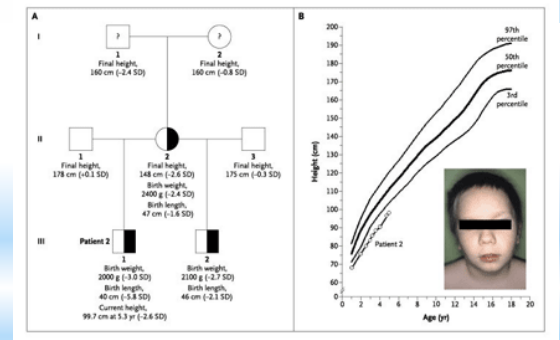 A
I
?
?
1
2
Final height,
160 cm (−2.4 SD)
Final height,
160 cm (−0.8 SD)
II
1
2
3
Final height,
178 cm (+0.1 SD)
Final height,
148 cm (−2.6 SD)
Birth weight,
2400 g (−2.4 SD)
Birth length,
47 cm (−1.6 SD)
Final height,
175 cm (−0.3 SD)
III
Patient 2
1
2
Birth weight,
2000 g (−3.0 SD)
Birth length,
40 cm (−5.8 SD)
Current height,
99.7 cm at 5.3 yr (−2.6 SD)
Birth weight,
2100 g (−2.7 SD)
Birth length,
46 cm (−2.1 SD)
B
200
190
180
170
160
150
140
130
120
110
100
90
80
70
60
0
Height (cm)
97th
percentile
50th
percentile
3rd
percentile
Patient 2
0 2 4 6 8 10 12 14 16 18 20
Age (yr)